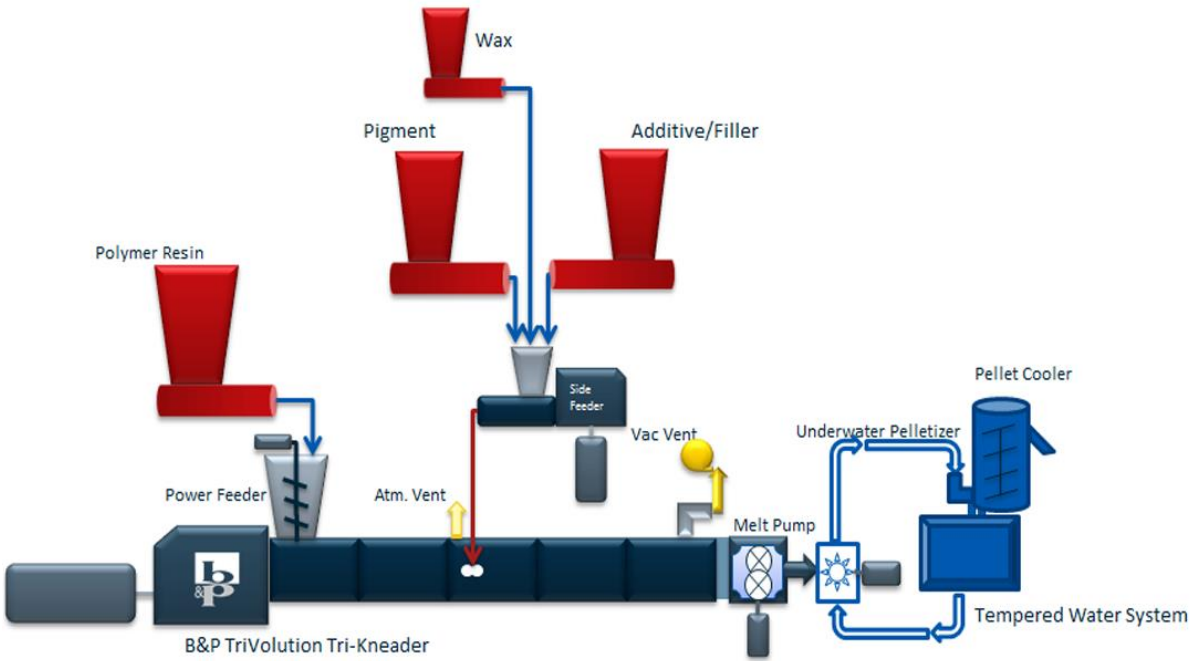 Wax
Pigment
Additive/Filler
Polymer Resin
Side
Feeder
Pellet Cooler
Vac Vent
Underwater Pelletizer
Power Feeder
Atm. Vent
Melt Pump
b
&p
Tempered Water System
B&P TriVolution Tri-Kneader